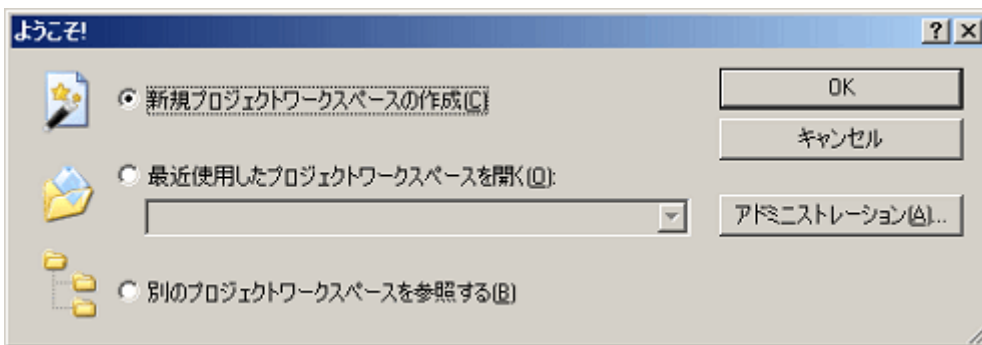 ようこそ!
新規プロジェクトワークスペースの作成(C)
OK
キャンセル
最近使用したプロジェクトワークスペースを開く(O):
アドミニストレーション(A)...
別のプロジェクトワークスペースを参照する(B)